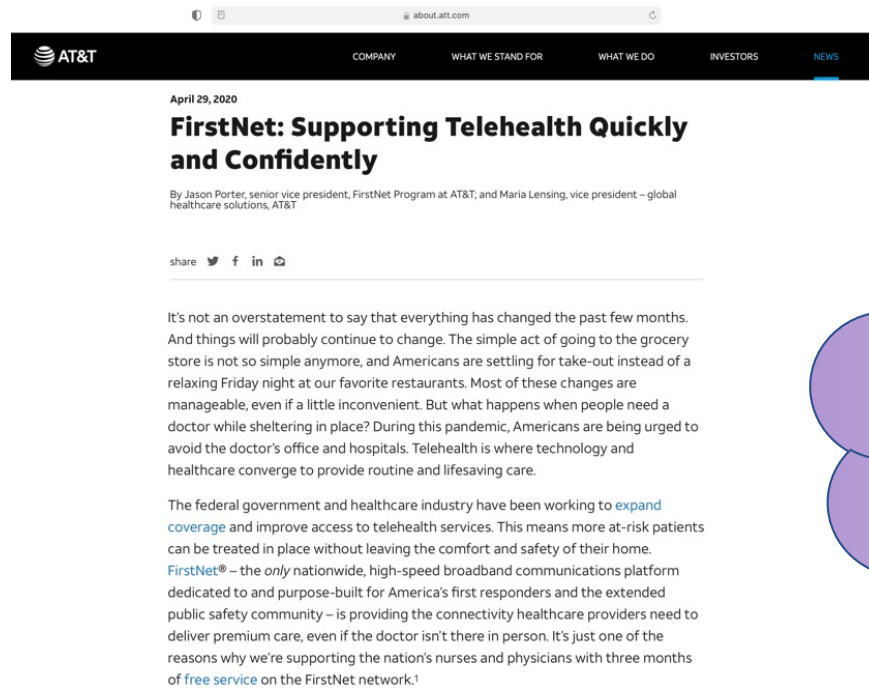 about.att.com
AT&T
COMPANY WHAT WE STAND FOR WHAT WE DO INVESTORS NEWS
April 29, 2020
FirstNet: Supporting Telehealth Quickly
and Confidently
By Jason Porter, senior vice president, FirstNet Program at AT&T; and Maria Lensing, vice president – global
healthcare solutions, AT&T
share
It's not an overstatement to say that everything has changed the past few months.
And things will probably continue to change. The simple act of going to the grocery
store is not so simple anymore, and Americans are settling for take-out instead of a
relaxing Friday night at our favorite restaurants. Most of these changes are
manageable, even if a little inconvenient. But what happens when people need a
doctor while sheltering in place? During this pandemic, Americans are being urged to
avoid the doctor's office and hospitals. Telehealth is where technology and
healthcare converge to provide routine and lifesaving care.
The federal government and healthcare industry have been working to expand
coverage and improve access to telehealth services. This means more at-risk patients
can be treated in place without leaving the comfort and safety of their home.
FirstNet® – the only nationwide, high-speed broadband communications platform
dedicated to and purpose-built for America's first responders and the extended
public safety community – is providing the connectivity healthcare providers need to
deliver premium care, even if the doctor isn't there in person. It's just one of the
reasons why we're supporting the nation's nurses and physicians with three months
of free service on the FirstNet network.¹